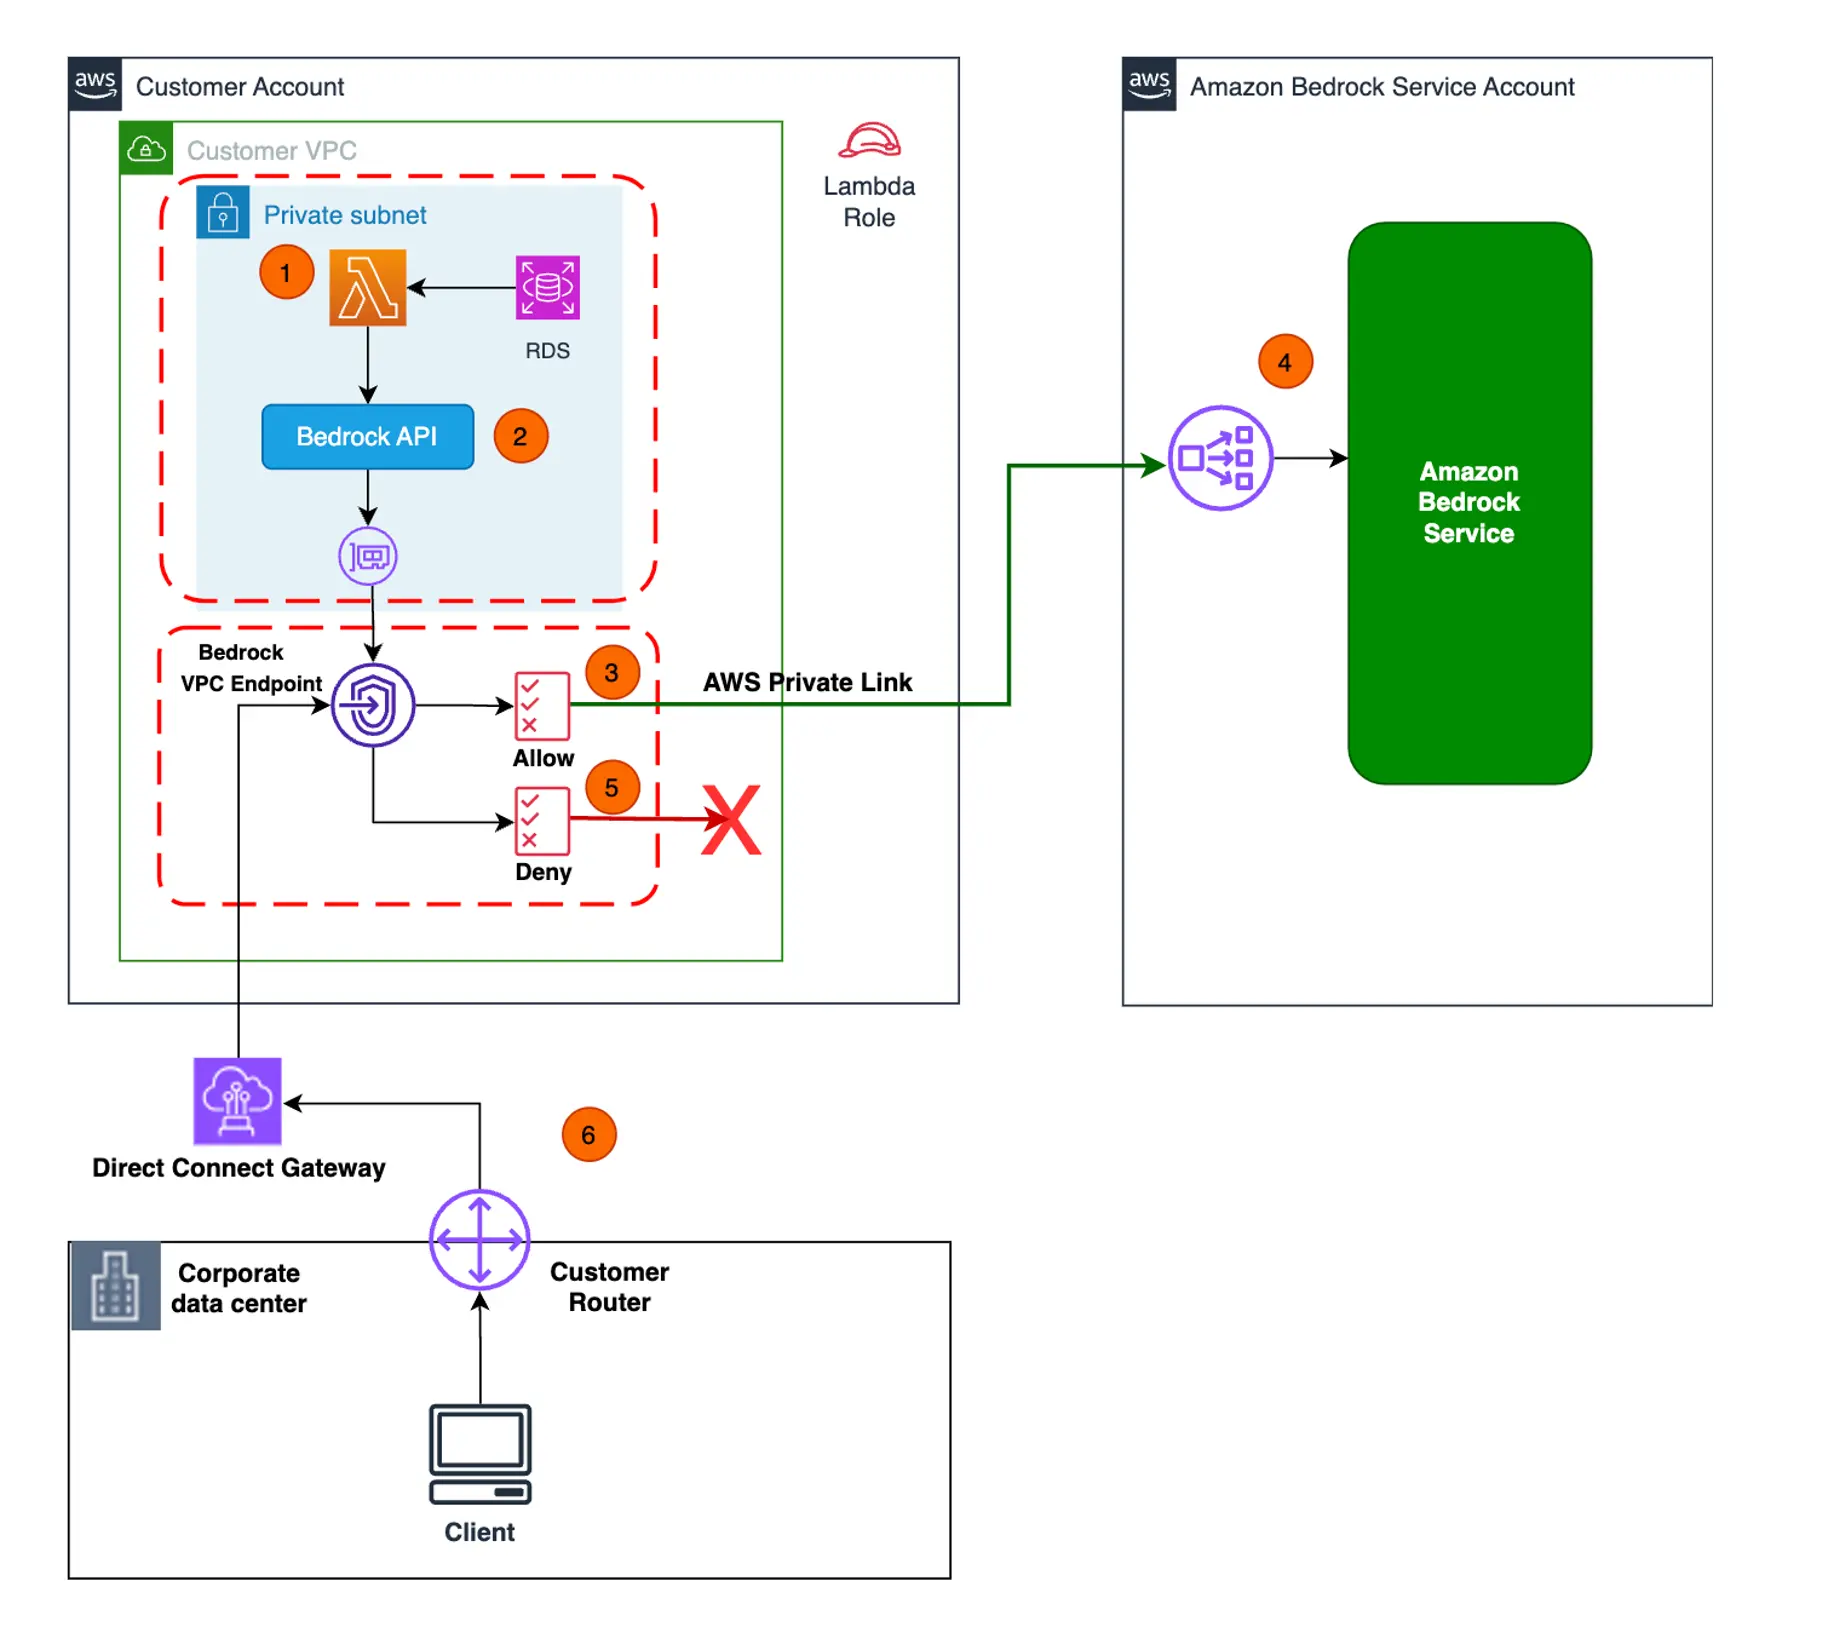 aws
Customer Account
Customer VPC
Private subnet
1
RDS
Bedrock API
2
Lambda
Role
Bedrock
VPC Endpoint
3
Allow
5
Deny
X
AWS Private Link
aws
Amazon Bedrock Service Account
4
Amazon
Bedrock
Service
Direct Connect Gateway
6
Corporate
data center
Customer
Router
Client